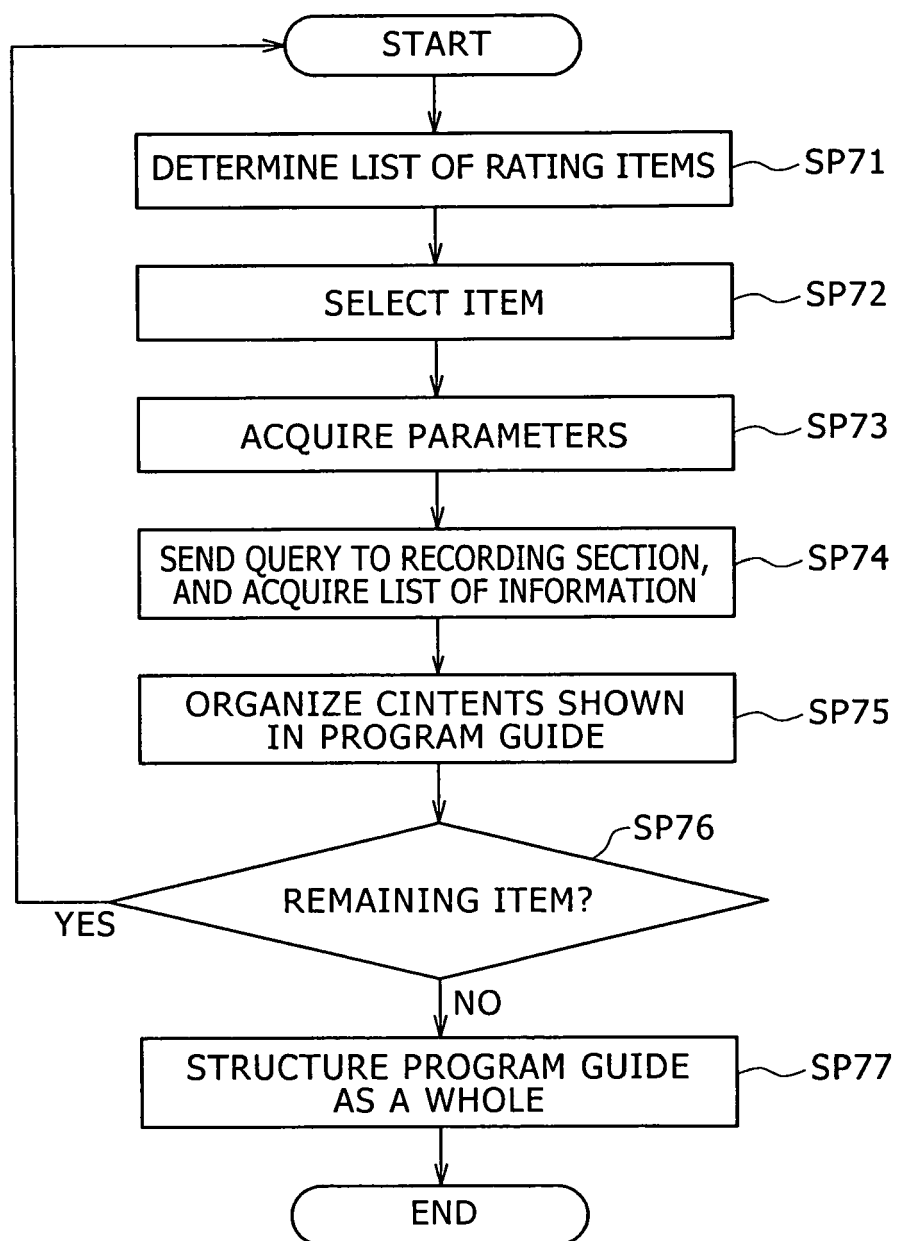 START
DETERMINE LIST OF RATING ITEMS
SP71
SELECT ITEM
SP72
ACQUIRE PARAMETERS
SP73
SEND QUERY TO RECORDING SECTION,
AND ACQUIRE LIST OF INFORMATION
SP74
ORGANIZE CINTENTS SHOWN
IN PROGRAM GUIDE
SP75
SP76
REMAINING ITEM?
YES
NO
STRUCTURE PROGRAM GUIDE
AS A WHOLE
SP77
END